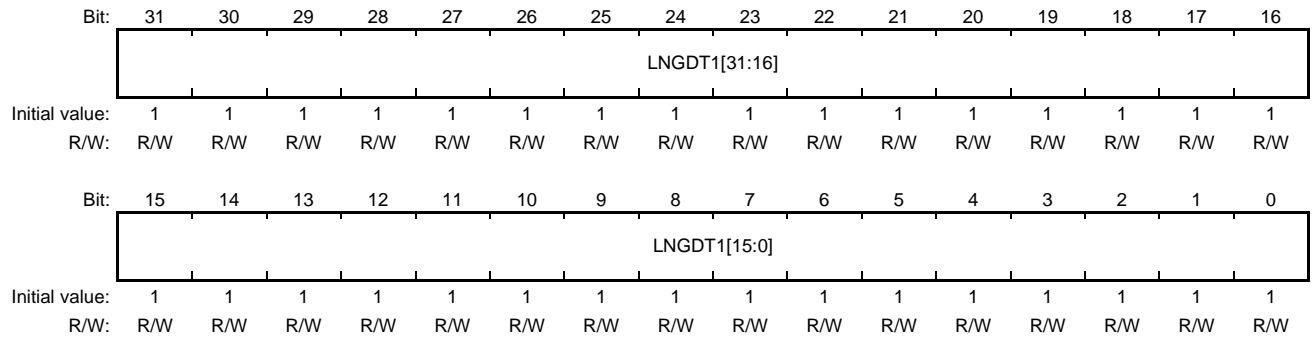 Bit: 31 30 29 28 27 26 25 24 23 22 21 20 19 18 17 16
LNGDT1[31:16]
Initial value: 1 1 1 1 1 1 1 1 1 1 1 1 1 1 1 1
R/W: R/W R/W R/W R/W R/W R/W R/W R/W R/W R/W R/W R/W R/W R/W R/W R/W
Bit: 15 14 13 12 11 10 9 8 7 6 5 4 3 2 1 0
LNGDT1[15:0]
Initial value: 1 1 1 1 1 1 1 1 1 1 1 1 1 1 1 1
R/W: R/W R/W R/W R/W R/W R/W R/W R/W R/W R/W R/W R/W R/W R/W R/W R/W